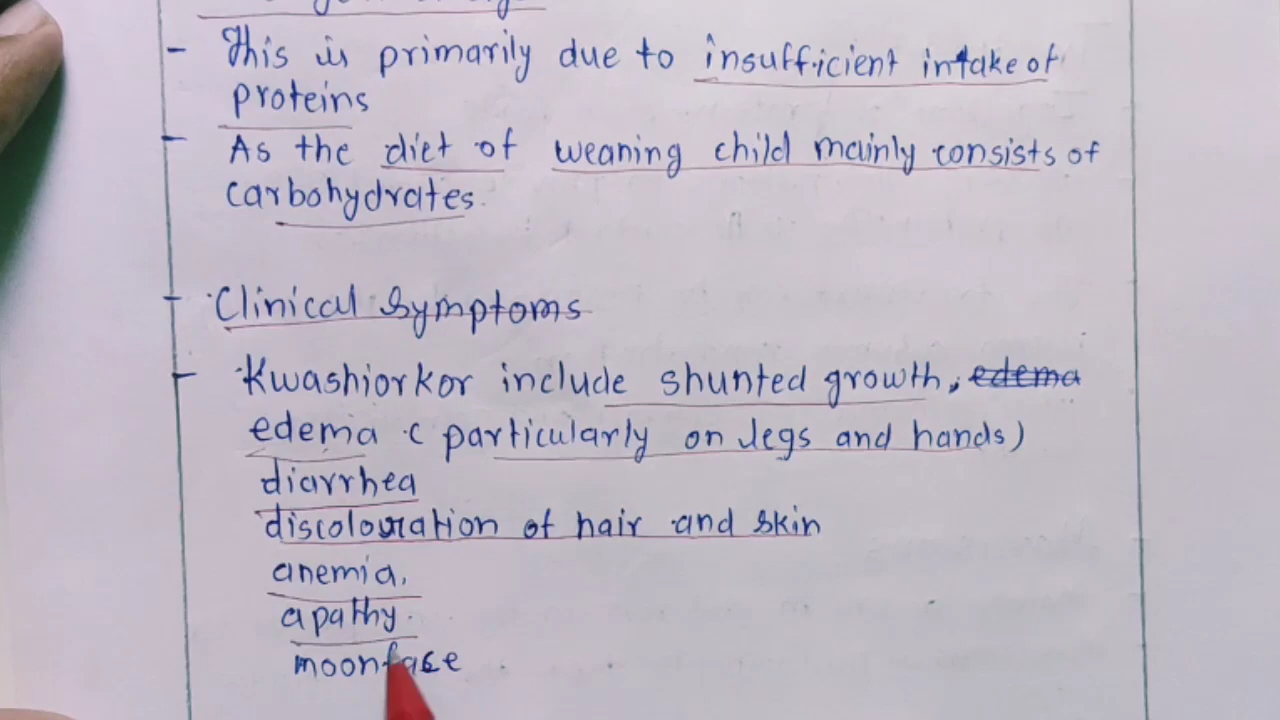 - This is primarily due to insufficient intake of
proteins
- As the diet of weaning child mainly consists of
carbohydrates.
- Clinical Symptoms
- Kwashiorkor include shunted growth, edema
edema ( particularly on legs and hands)
diarrhea
discolouration of hair and skin
anemia,
apathy.
moonface